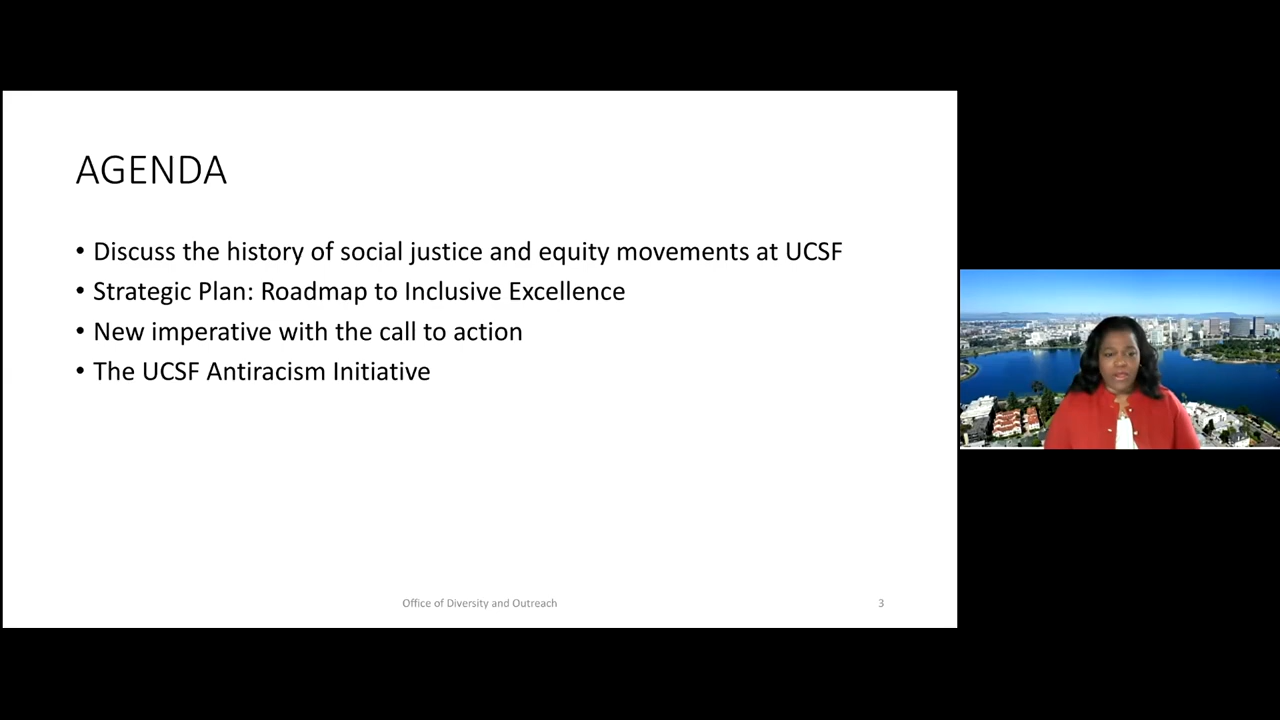 AGENDA
• Discuss the history of social justice and equity movements at UCSF
• Strategic Plan: Roadmap to Inclusive Excellence
• New imperative with the call to action
• The UCSF Antiracism Initiative
Office of Diversity and Outreach
3